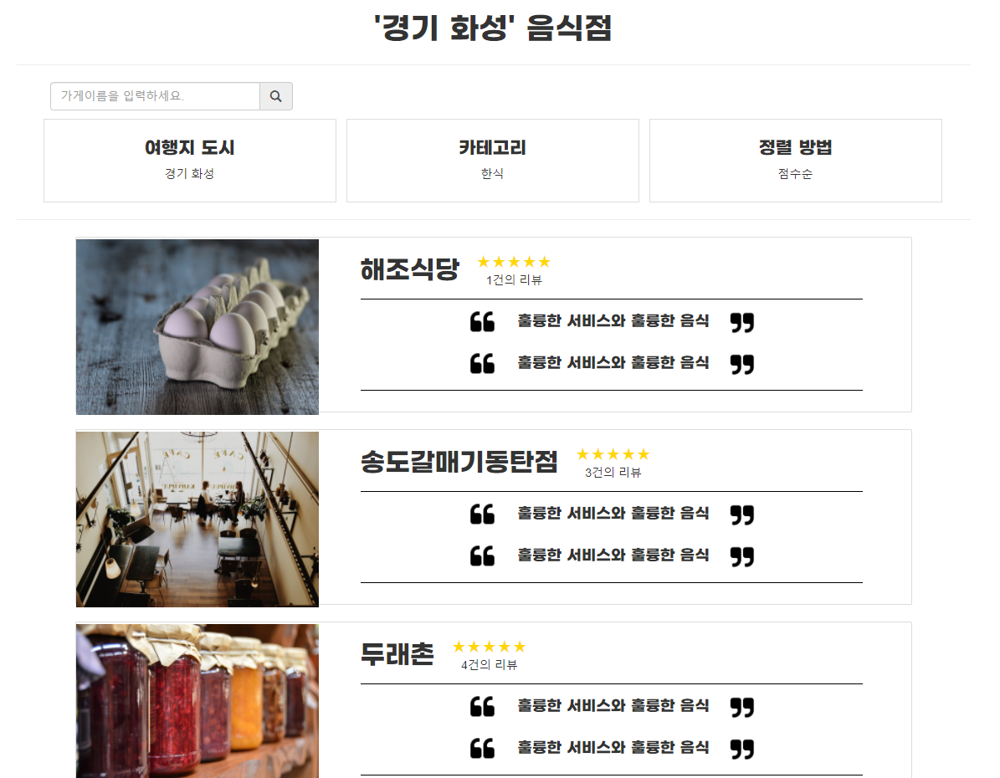 '경기 화성' 음식점
가게이름을 입력하세요.
여행지 도시
경기 화성
카테고리
한식
정렬 방법
점수순
해조식당 ★★★★★
1건의 리뷰
❝ 훌륭한 서비스와 훌륭한 음식 ❞
❝ 훌륭한 서비스와 훌륭한 음식 ❞
송도갈매기동탄점 ★★★★★
3건의 리뷰
❝ 훌륭한 서비스와 훌륭한 음식 ❞
❝ 훌륭한 서비스와 훌륭한 음식 ❞
두래촌 ★★★★★
4건의 리뷰
❝ 훌륭한 서비스와 훌륭한 음식 ❞
❝ 훌륭한 서비스와 훌륭한 음식 ❞